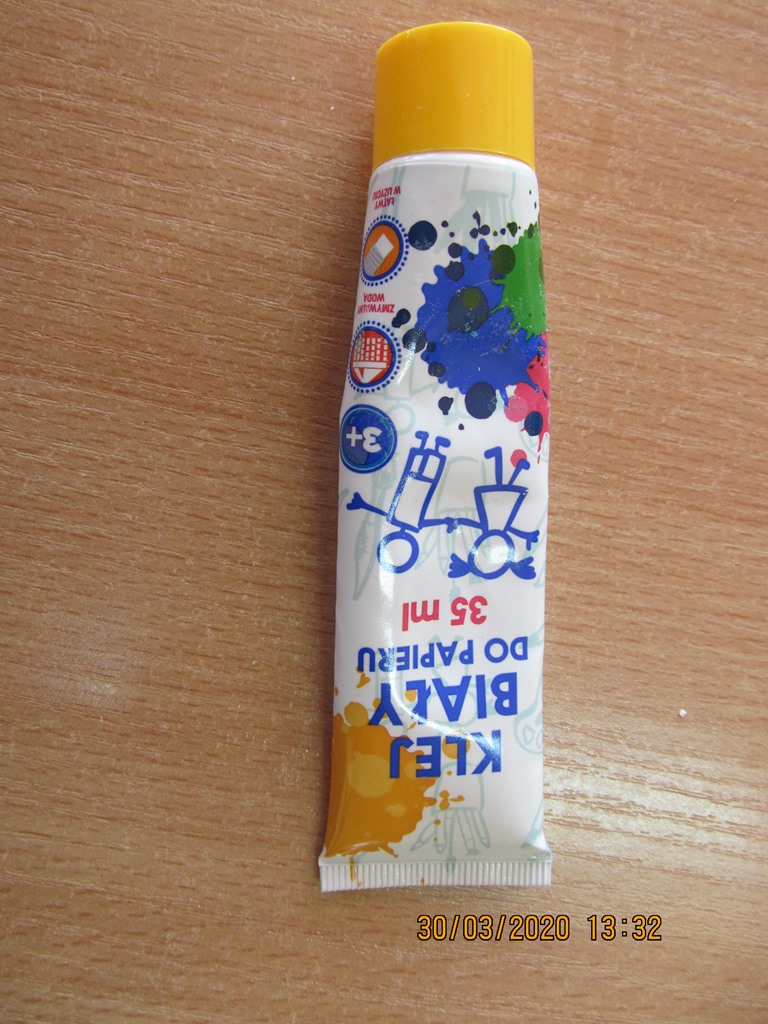 KLEJ
BIAŁY
DO PAPIERU
35 ml
3+
ZMYWALNY
WODĄ
ŁATWY
W UŻYCIU
30/03/2020 13:32